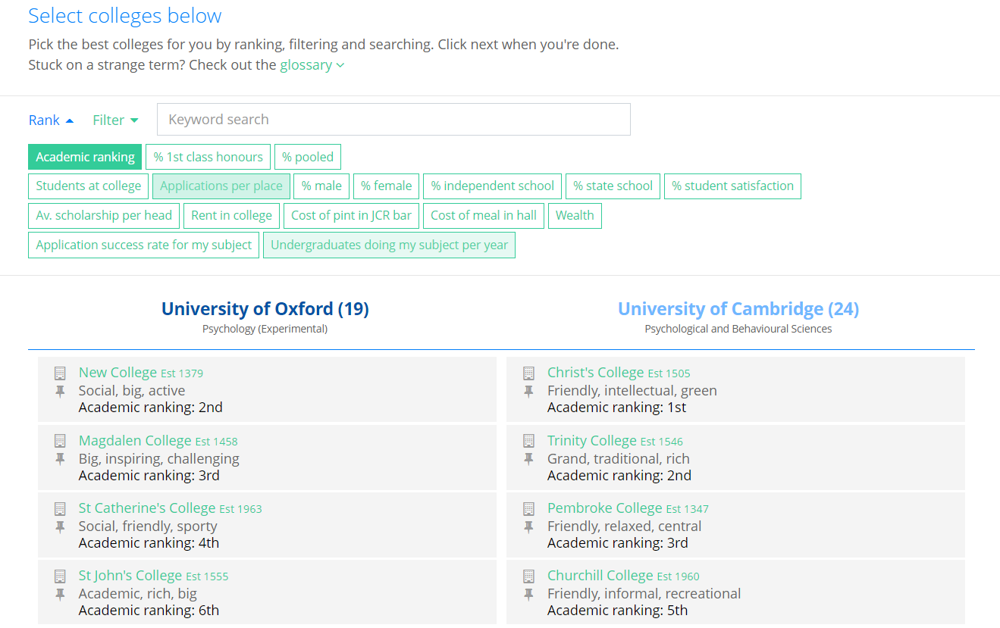 Select colleges below
Pick the best colleges for you by ranking, filtering and searching. Click next when you're done.
Stuck on a strange term? Check out the glossary
Rank Filter Keyword search
Academic ranking % 1st class honours % pooled
Students at college Applications per place % male % female % independent school % state school % student satisfaction
Av. scholarship per head Rent in college Cost of pint in JCR bar Cost of meal in hall Wealth
Application success rate for my subject Undergraduates doing my subject per year
University of Oxford (19)
Psychology (Experimental)
New College Est 1379
Social, big, active
Academic ranking: 2nd
Magdalen College Est 1458
Big, inspiring, challenging
Academic ranking: 3rd
St Catherine's College Est 1963
Social, friendly, sporty
Academic ranking: 4th
St John's College Est 1555
Academic, rich, big
Academic ranking: 6th
University of Cambridge (24)
Psychological and Behavioural Sciences
Christ's College Est 1505
Friendly, intellectual, green
Academic ranking: 1st
Trinity College Est 1546
Grand, traditional, rich
Academic ranking: 2nd
Pembroke College Est 1347
Friendly, relaxed, central
Academic ranking: 3rd
Churchill College Est 1960
Friendly, informal, recreational
Academic ranking: 5th